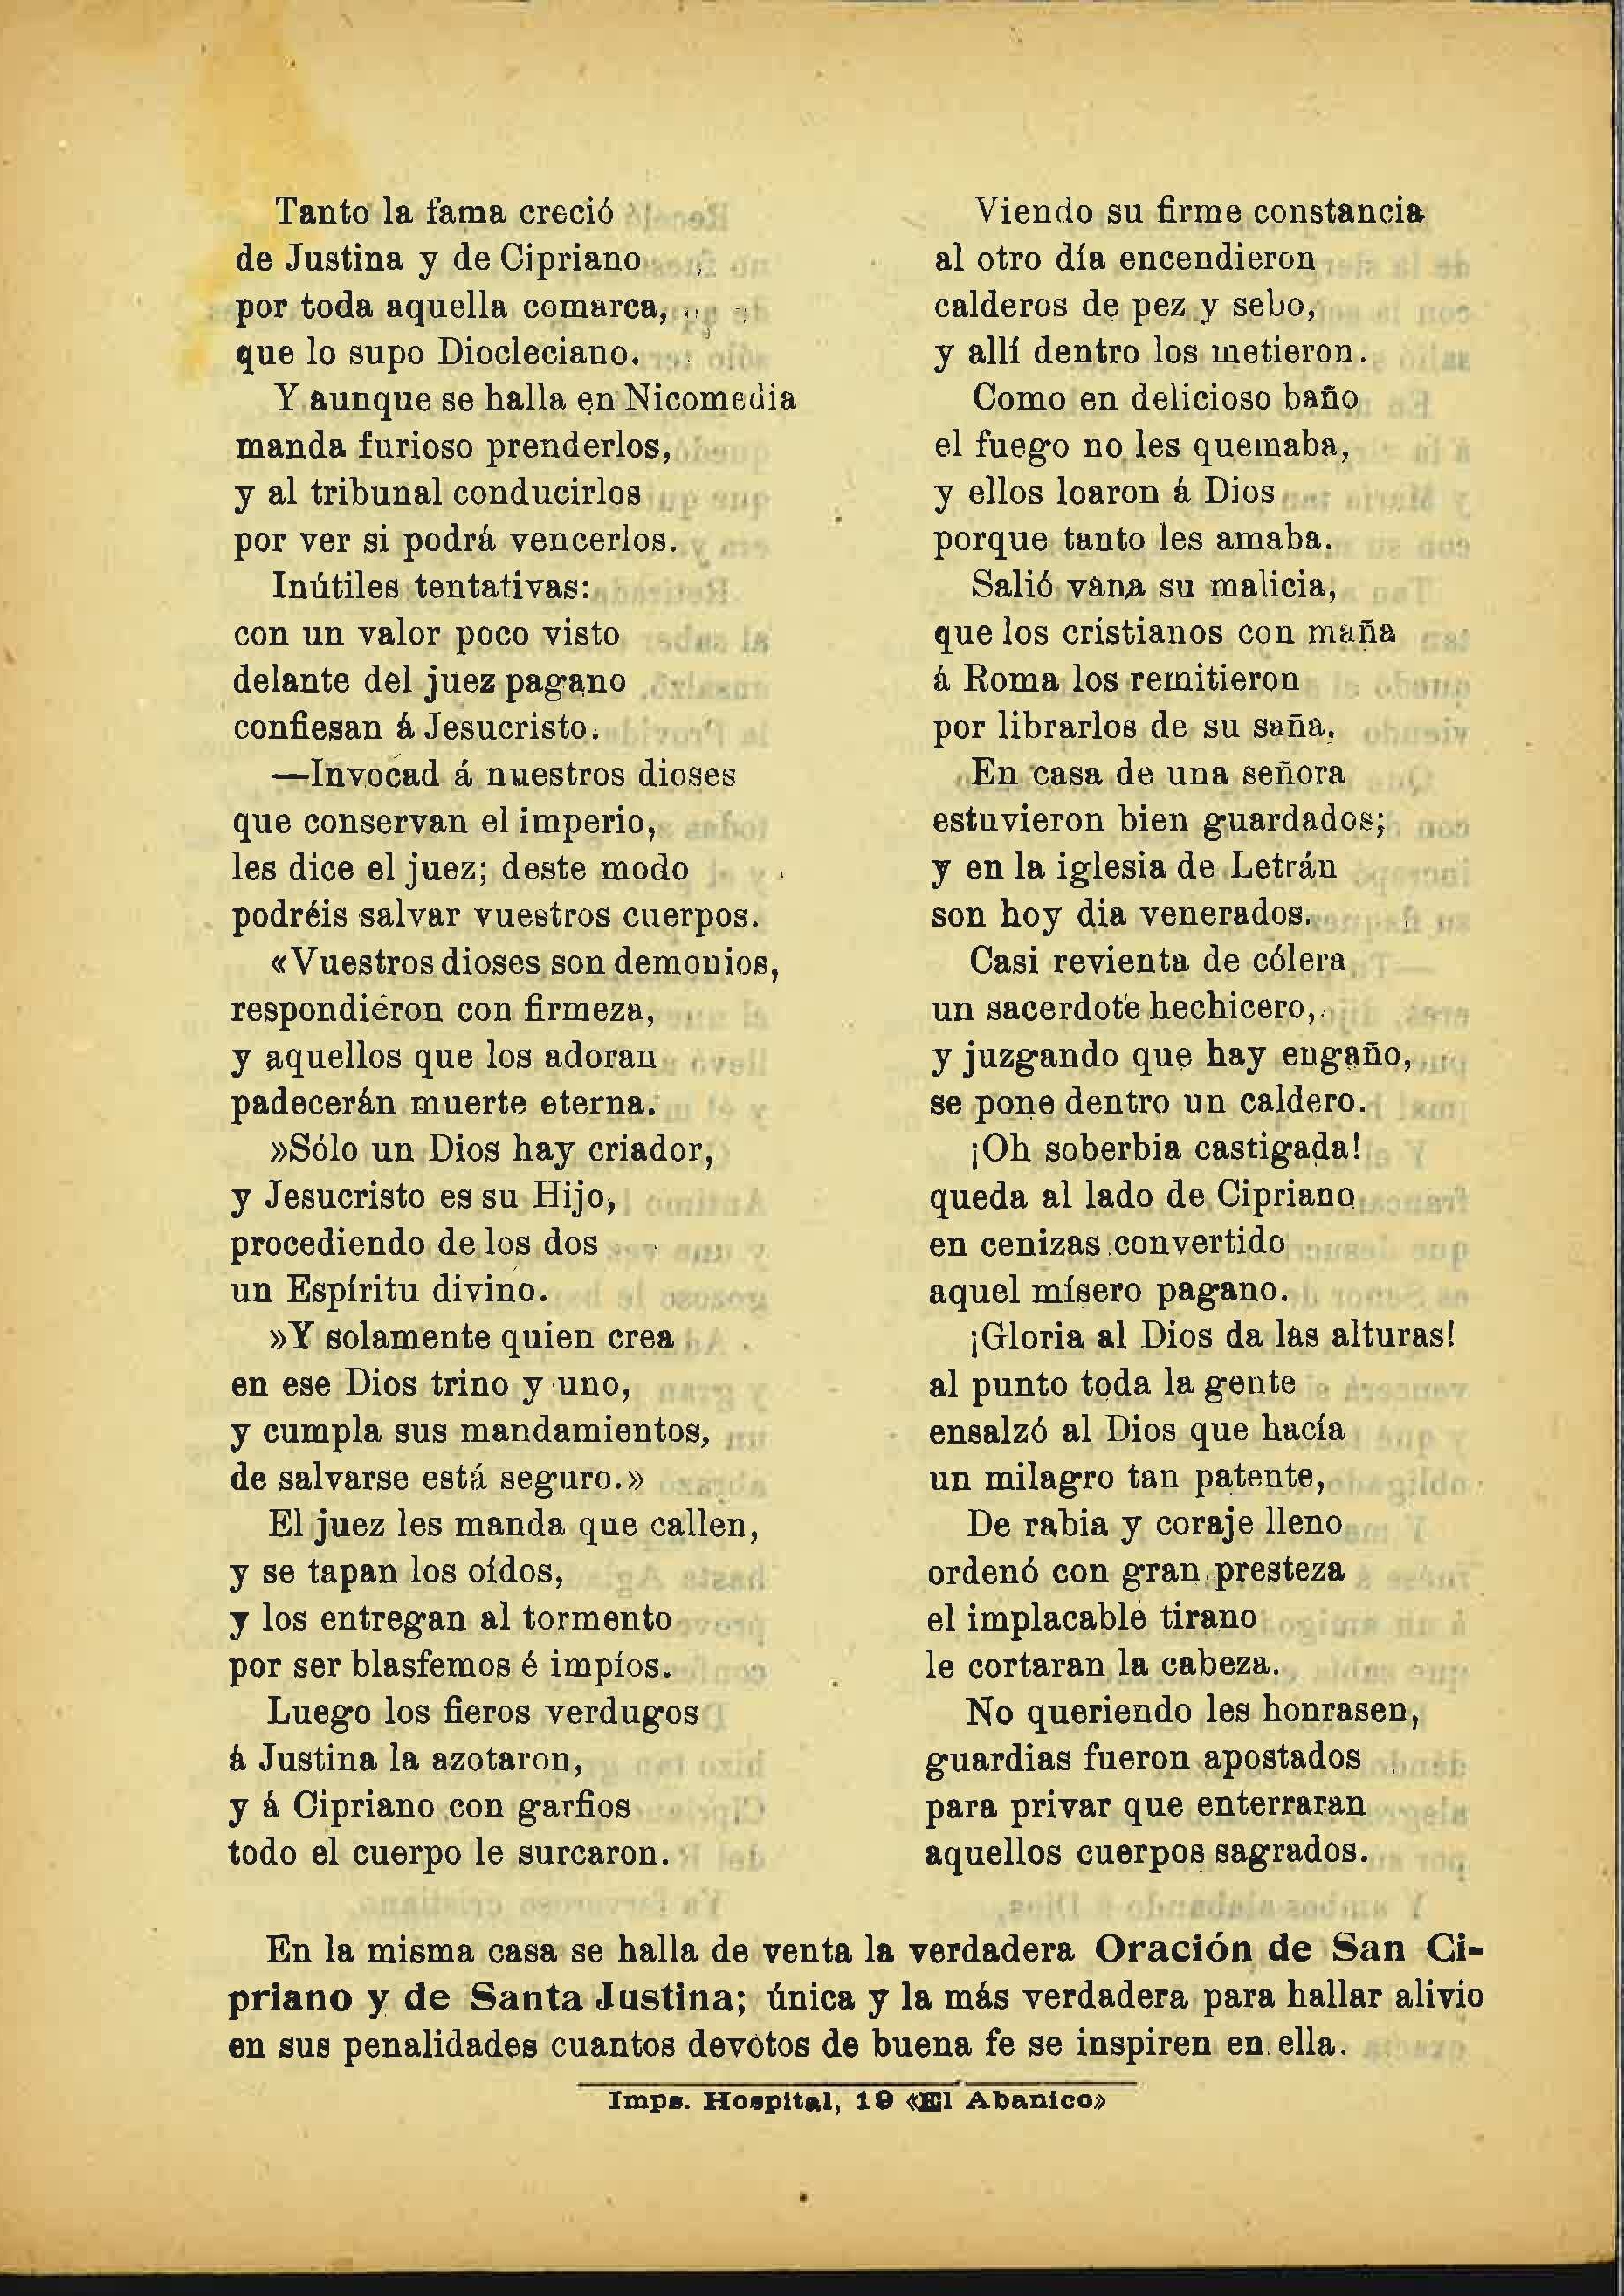 Tanto la fama creció
de Justina y de Cipriano
por toda aquella comarca,
que lo supo Diocleciano.
Y aunque se halla en Nicomedia
manda furioso prenderlos,
y al tribunal conducirlos
por ver si podrá vencerlos.
Inútiles tentativas:
con un valor poco visto
delante del juez pagano
confiesan á Jesucristo.
—Invocad á nuestros dioses
que conservan el imperio,
les dice el juez; deste modo
podréis salvar vuestros cuerpos.
«Vuestros dioses son demonios,
respondiéron con firmeza,
y aquellos que los adoran
padecerán muerte eterna.
»Sólo un Dios hay criador,
y Jesucristo es su Hijo,
procediendo de los dos
un Espíritu divino.
»Y solamente quien crea
en ese Dios trino y uno,
y cumpla sus mandamientos,
de salvarse está seguro.»
El juez les manda que callen,
y se tapan los oídos,
y los entregan al tormento
por ser blasfemos é impíos.
Luego los fieros verdugos
á Justina la azotaron,
y á Cipriano con garfios
todo el cuerpo le surcaron.
Viendo su firme constancia
al otro día encendieron
calderos de pez y sebo,
y allí dentro los metieron.
Como en delicioso baño
el fuego no les quemaba,
y ellos loaron á Dios
porque tanto les amaba.
Salió vana su malicia,
que los cristianos con maña
á Roma los remitieron
por librarlos de su saña.
En casa de una señora
estuvieron bien guardados;
y en la iglesia de Letrán
son hoy dia venerados.
Casi revienta de cólera
un sacerdote hechicero,
y juzgando que hay engaño,
se pone dentro un caldero.
¡Oh soberbia castigada!
queda al lado de Cipriano
en cenizas convertido
aquel mísero pagano.
¡Gloria al Dios da las alturas!
al punto toda la gente
ensalzó al Dios que hacía
un milagro tan patente,
De rabia y coraje lleno
ordenó con gran presteza
el implacable tirano
le cortaran la cabeza.
No queriendo les honrasen,
guardias fueron apostados
para privar que enterraran
aquellos cuerpos sagrados.
En la misma casa se halla de venta la verdadera Oración de San Ci-
priano y de Santa Justina; única y la más verdadera para hallar alivio
en sus penalidades cuantos devotos de buena fe se inspiren en ella.
Imps. Hospital, 19 «El Abanico»